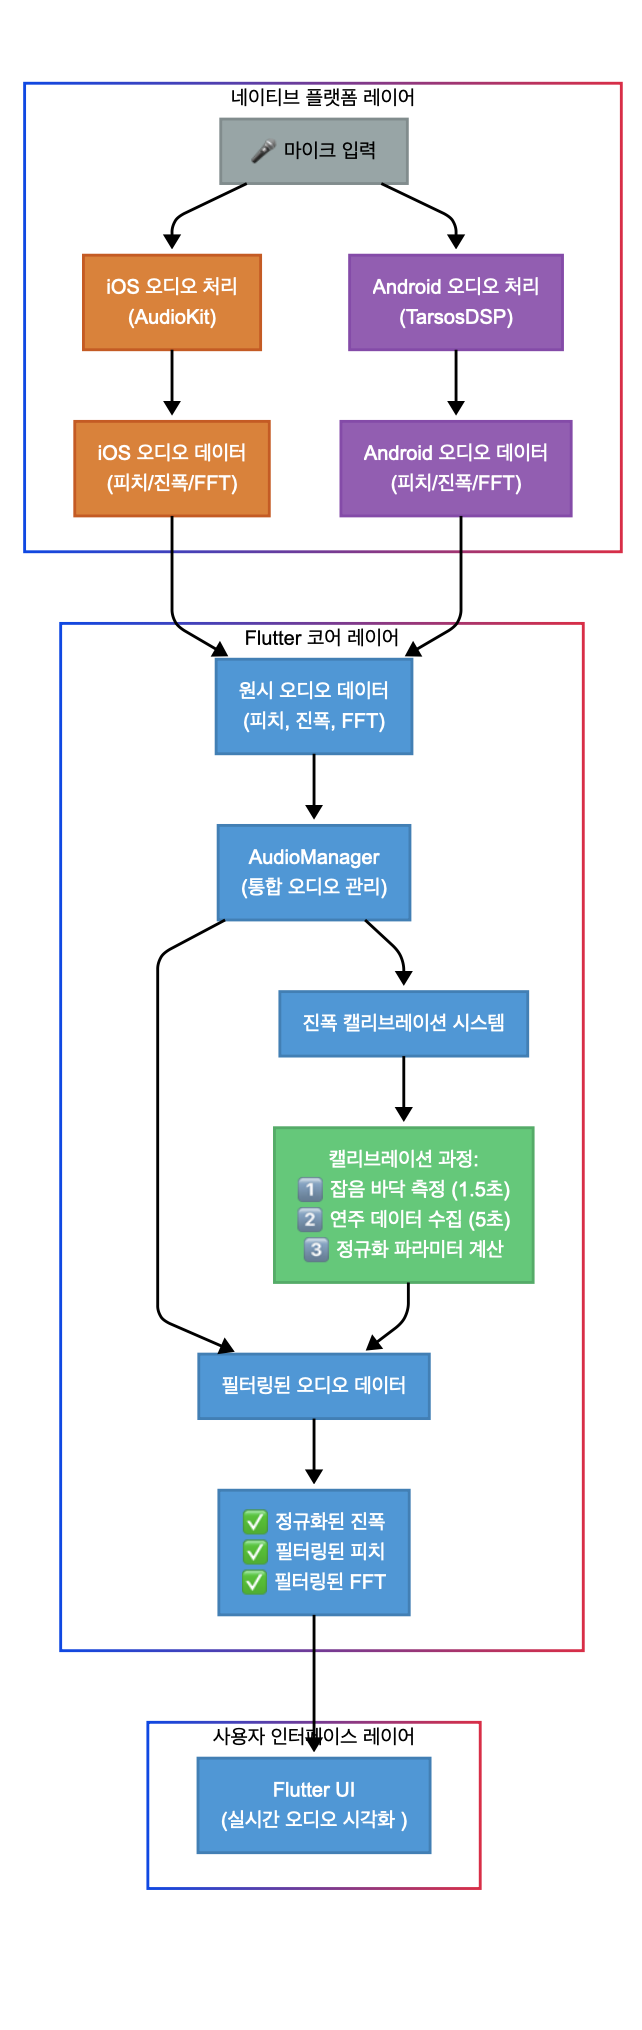 네이티브 플랫폼 레이어
🎤 마이크 입력
iOS 오디오 처리
(AudioKit)
Android 오디오 처리
(TarsosDSP)
iOS 오디오 데이터
(피치/진폭/FFT)
Android 오디오 데이터
(피치/진폭/FFT)
Flutter 코어 레이어
원시 오디오 데이터
(피치, 진폭, FFT)
AudioManager
(통합 오디오 관리)
진폭 캘리브레이션 시스템
캘리브레이션 과정:
1️⃣ 잡음 바닥 측정 (1.5초)
2️⃣ 연주 데이터 수집 (5초)
3️⃣ 정규화 파라미터 계산
필터링된 오디오 데이터
✅ 정규화된 진폭
✅ 필터링된 피치
✅ 필터링된 FFT
사용자 인터페이스 레이어
Flutter UI
(실시간 오디오 시각화 )